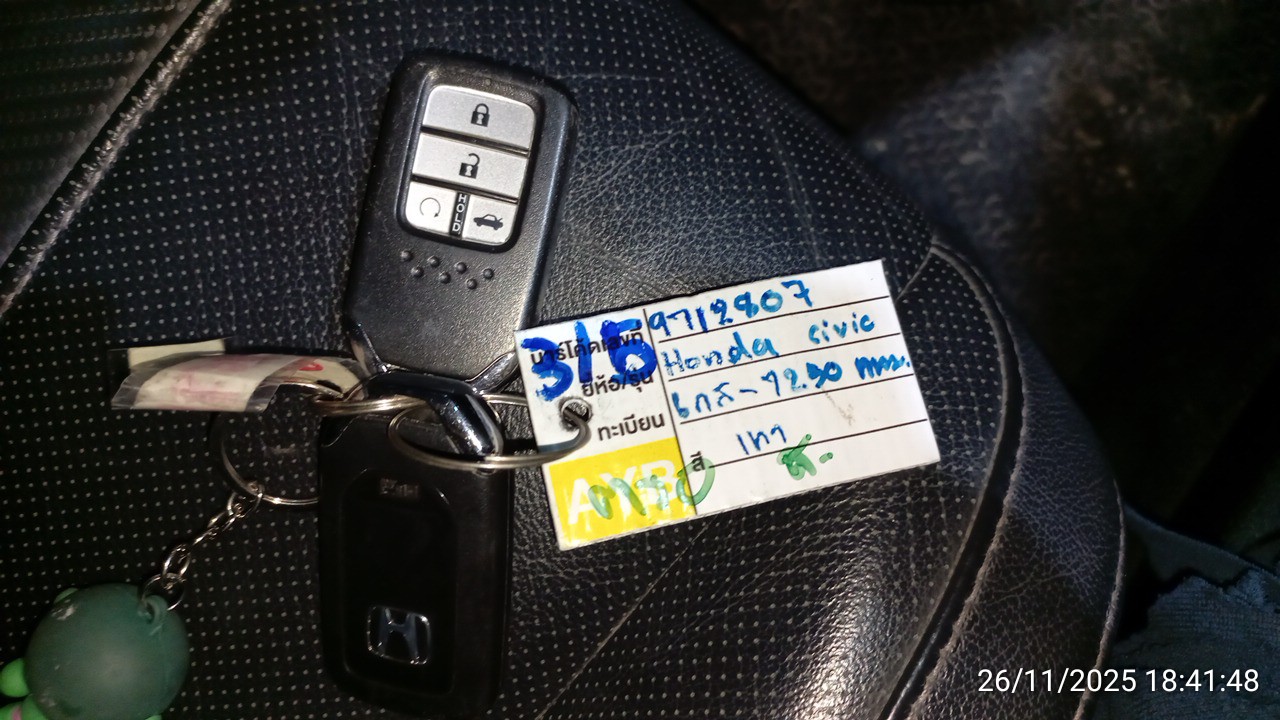 HOLD
315
บาร์โค้ดเลขที่ 9712807
ยี่ห้อ/รุ่น Honda civic
ทะเบียน 6กส-7250 กทม.
สี เทา
AYB
26/11/2025 18:41:48